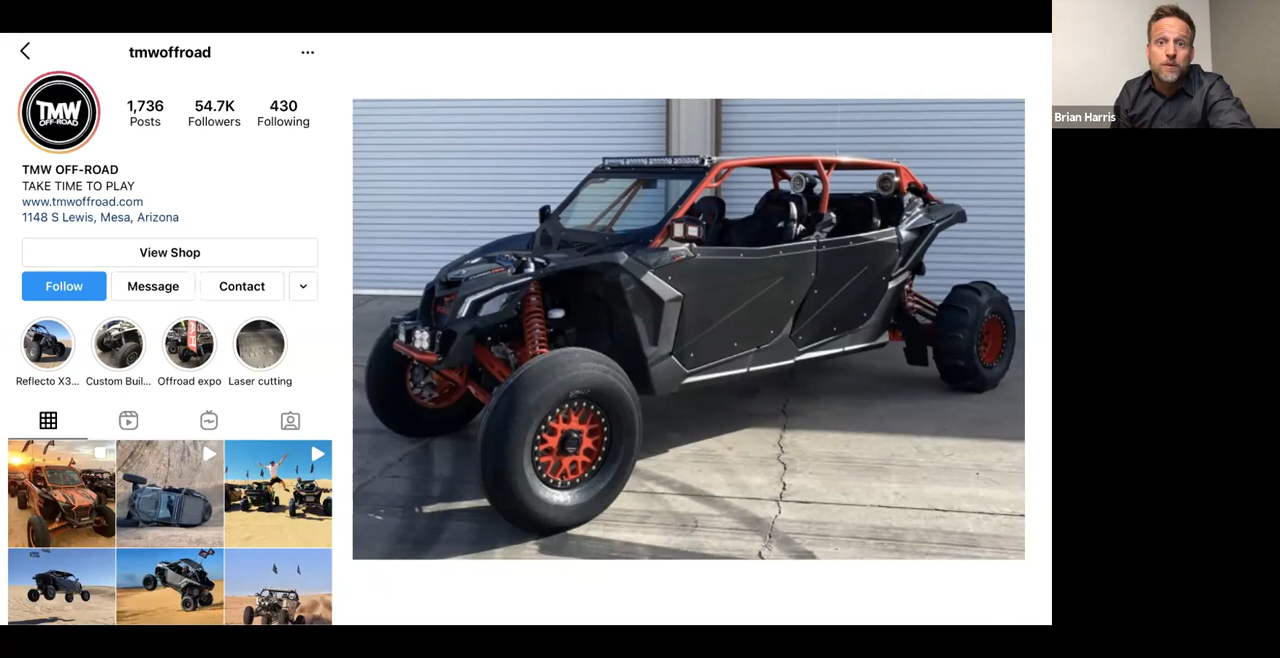 tmwoffroad
TMW
OFF-ROAD
1,736 54.7K 430
Posts Followers Following
TMW OFF-ROAD
TAKE TIME TO PLAY
www.tmwoffroad.com
1148 S Lewis, Mesa, Arizona
View Shop
Follow Message Contact
Reflecto X3... Custom Buil... Offroad expo Laser cutting
Brian Harris